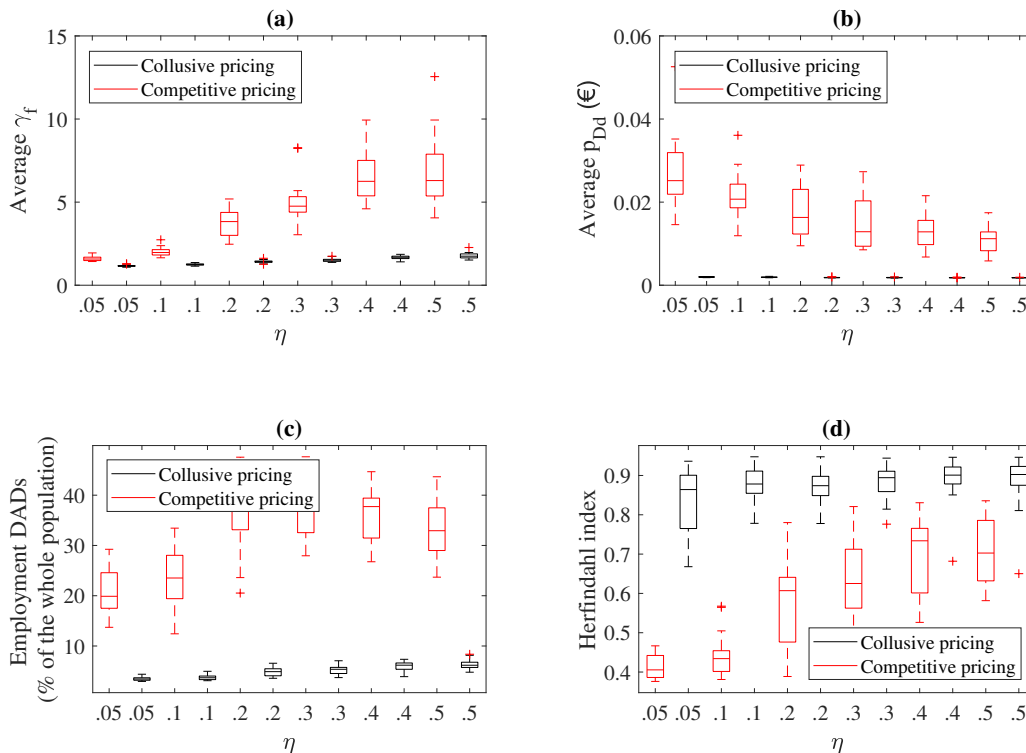 (a)
15
10
5
0
Average γf
Collusive pricing
Competitive pricing
.05 .05 .1 .1 .2 .2 .3 .3 .4 .4 .5 .5
η
(b)
0.06
0.04
0.02
0
Average pDd (€)
Collusive pricing
Competitive pricing
.05 .05 .1 .1 .2 .2 .3 .3 .4 .4 .5 .5
η
(c)
40
30
20
10
Employment DADs
(% of the whole population)
Collusive pricing
Competitive pricing
.05 .05 .1 .1 .2 .2 .3 .3 .4 .4 .5 .5
η
(d)
0.9
0.8
0.7
0.6
0.5
0.4
Herfindahl index
Collusive pricing
Competitive pricing
.05 .05 .1 .1 .2 .2 .3 .3 .4 .4 .5 .5
η